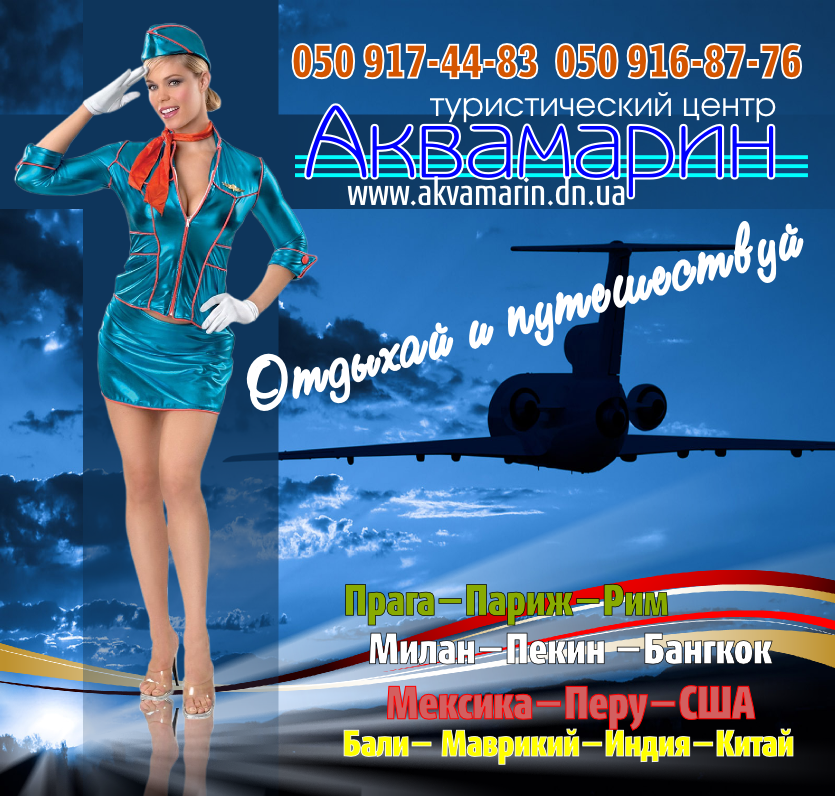 050 917-44-83 050 916-87-76
туристический центр
Аквамарин
www.akvamarin.dn.ua
Отдыхай и путешествуй
Прага–Париж–Рим
Милан–Пекин –Бангкок
Мексика–Перу–США
Бали– Маврикий–Индия–Китай